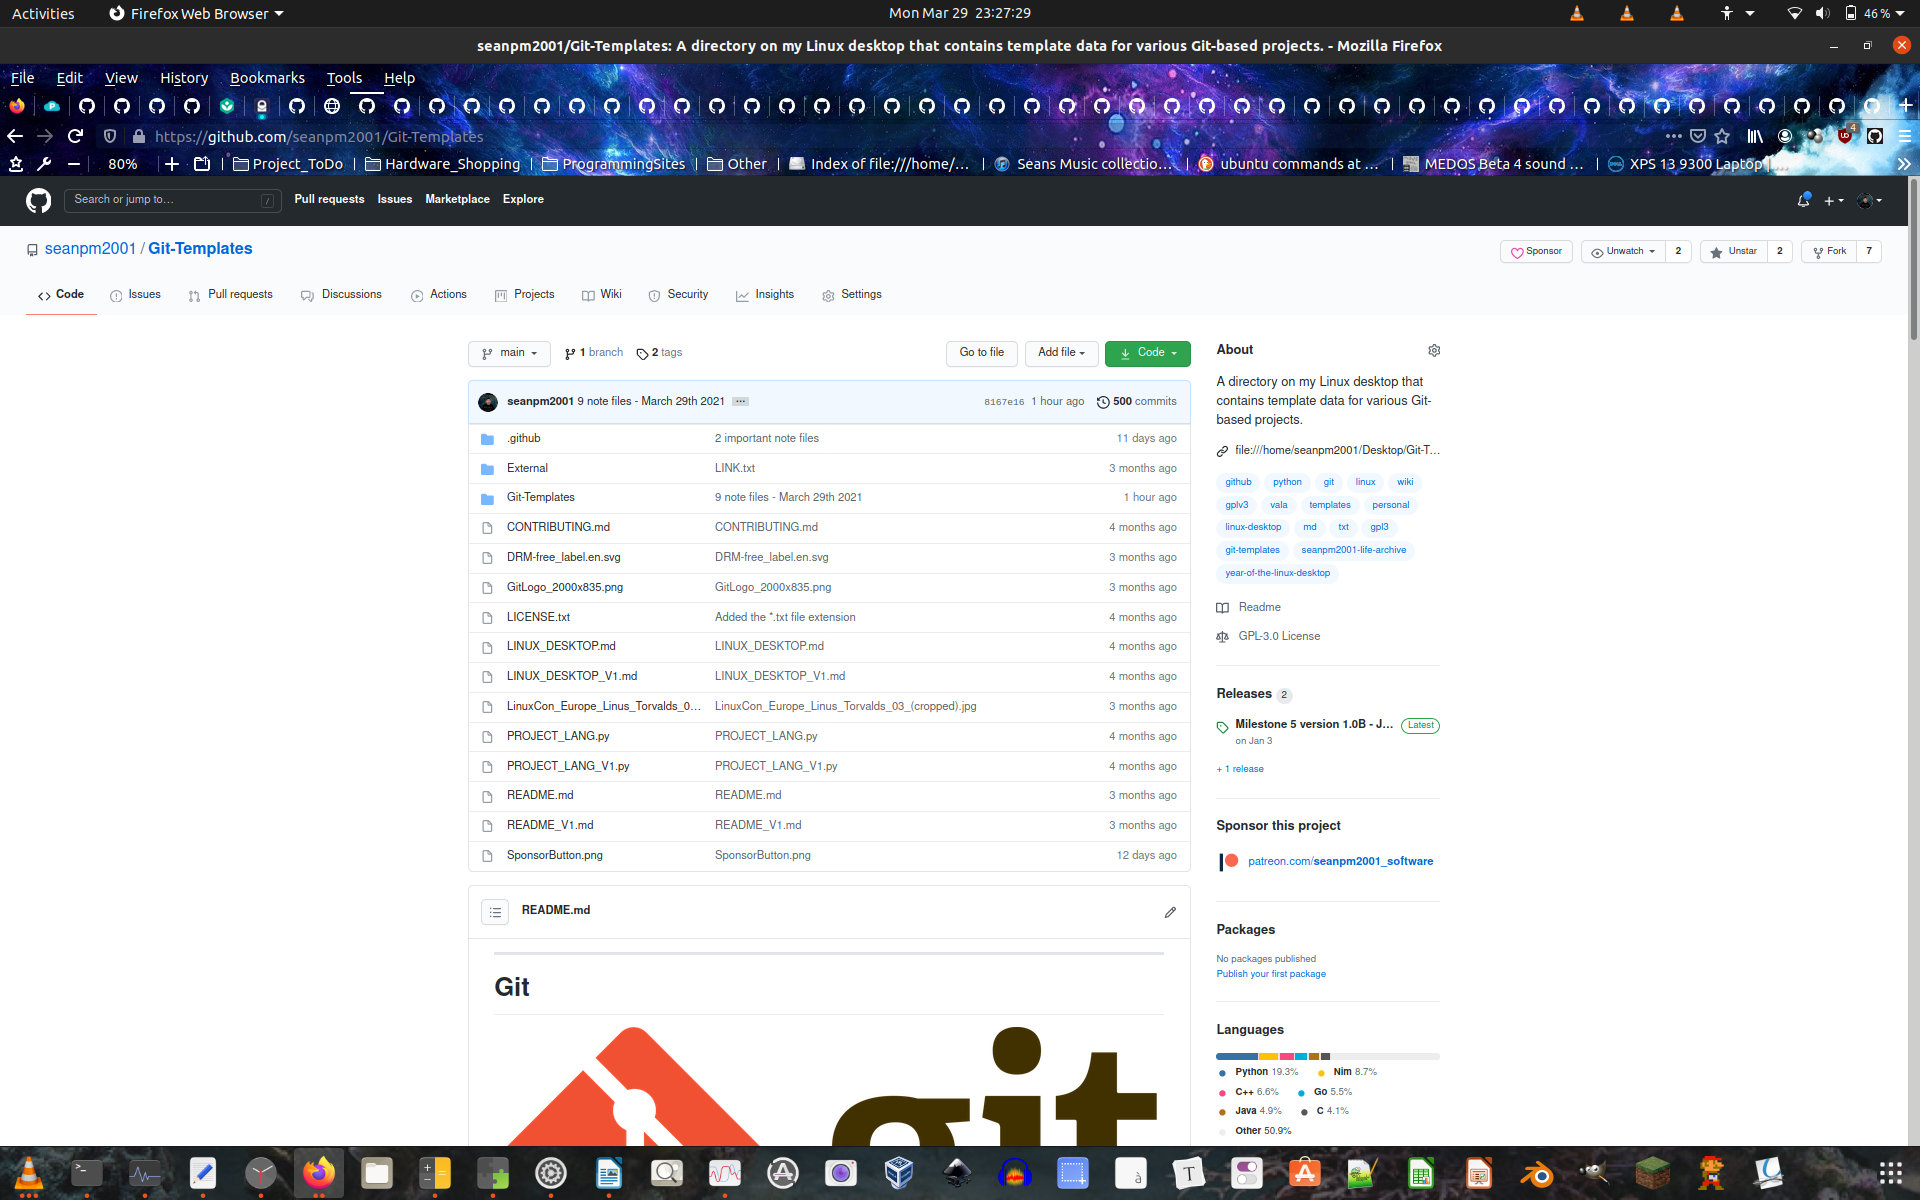 Activities
Firefox Web Browser
Mon Mar 29 23:27:29
46 %
seanpm2001/Git-Templates: A directory on my Linux desktop that contains template data for various Git-based projects. - Mozilla Firefox
File Edit View History Bookmarks Tools Help
https://github.com/seanpm2001/Git-Templates
4
80%
Project_ToDo
Hardware_Shopping
ProgrammingSites
Other
Index of file:///home/...
Seans Music collectio...
ubuntu commands at ...
MEDOS Beta 4 sound ...
XPS 13 9300 Laptop
Search or jump to...
/
Pull requests Issues Marketplace Explore
seanpm2001 / Git-Templates
Sponsor
Unwatch 2
Unstar 2
Fork 7
Code Issues Pull requests Discussions Actions Projects Wiki Security Insights Settings
main
1 branch
2 tags
Go to file
Add file
Code
seanpm2001 9 note files - March 29th 2021 ...
8167e16 1 hour ago 500 commits
.github 2 important note files 11 days ago
External LINK.txt 3 months ago
Git-Templates 9 note files - March 29th 2021 1 hour ago
CONTRIBUTING.md CONTRIBUTING.md 4 months ago
DRM-free_label.en.svg DRM-free_label.en.svg 3 months ago
GitLogo_2000x835.png GitLogo_2000x835.png 3 months ago
LICENSE.txt Added the *.txt file extension 4 months ago
LINUX_DESKTOP.md LINUX_DESKTOP.md 4 months ago
LINUX_DESKTOP_V1.md LINUX_DESKTOP_V1.md 4 months ago
LinuxCon_Europe_Linus_Torvalds_0... LinuxCon_Europe_Linus_Torvalds_03_(cropped).jpg 3 months ago
PROJECT_LANG.py PROJECT_LANG.py 4 months ago
PROJECT_LANG_V1.py PROJECT_LANG_V1.py 4 months ago
README.md README.md 3 months ago
README_V1.md README_V1.md 3 months ago
SponsorButton.png SponsorButton.png 12 days ago
README.md
Git
git
About
A directory on my Linux desktop that
contains template data for various Git-
based projects.
file:///home/seanpm2001/Desktop/Git-T...
github python git linux wiki
gplv3 vala templates personal
linux-desktop md txt gpl3
git-templates seanpm2001-life-archive
year-of-the-linux-desktop
Readme
GPL-3.0 License
Releases 2
Milestone 5 version 1.0B - J... Latest
on Jan 3
+ 1 release
Sponsor this project
patreon.com/seanpm2001_software
Packages
No packages published
Publish your first package
Languages
Python 19.3% Nim 8.7%
C++ 6.6% Go 5.5%
Java 4.9% C 4.1%
Other 50.9%